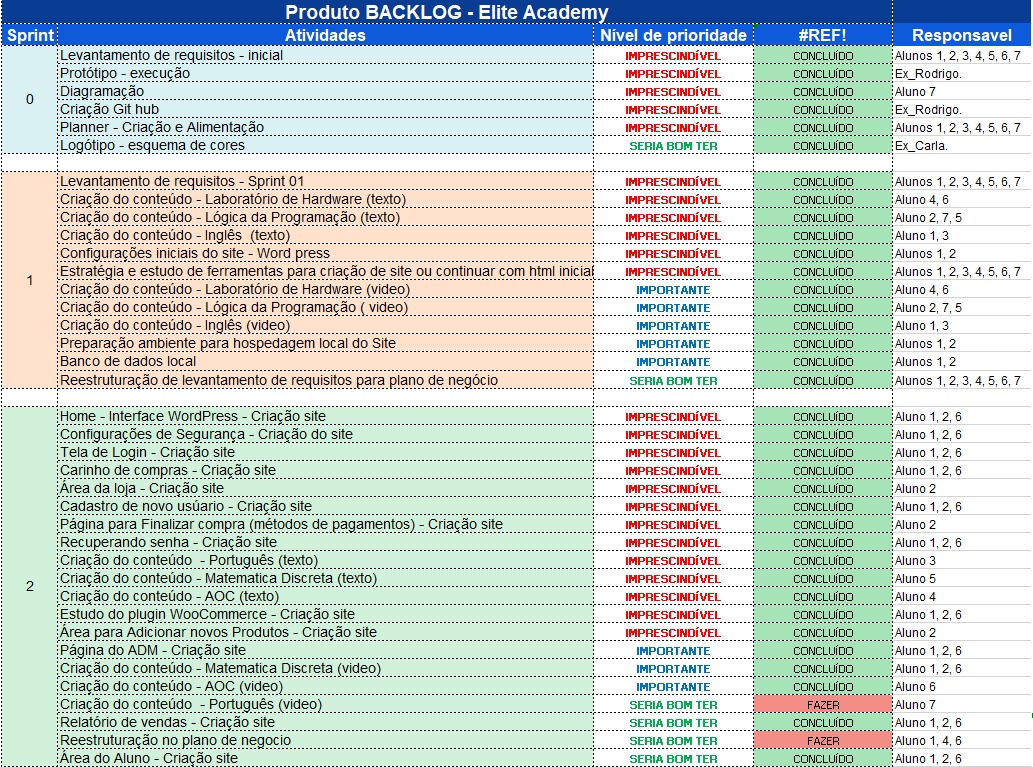 Produto BACKLOG - Elite Academy
Sprint Atividades Nivel de prioridade #REF! Responsavel
0
Levantamento de requisitos - inicial IMPRESCINDÍVEL CONCLUÍDO Alunos 1, 2, 3, 4, 5, 6, 7
Protótipo - execução IMPRESCINDÍVEL CONCLUÍDO Ex_Rodrigo.
Diagramação IMPRESCINDÍVEL CONCLUÍDO Aluno 7
Criação Git hub IMPRESCINDÍVEL CONCLUÍDO Ex_Rodrigo.
Planner - Criação e Alimentação IMPRESCINDÍVEL CONCLUÍDO Alunos 1, 2, 3, 4, 5, 6, 7
Logótipo - esquema de cores SERIA BOM TER CONCLUÍDO Ex_Carla.
1
Levantamento de requisitos - Sprint 01 IMPRESCINDÍVEL CONCLUÍDO Alunos 1, 2, 3, 4, 5, 6, 7
Criação do conteúdo - Laboratório de Hardware (texto) IMPRESCINDÍVEL CONCLUÍDO Aluno 4, 6
Criação do conteúdo - Lógica da Programação (texto) IMPRESCINDÍVEL CONCLUÍDO Aluno 2, 7, 5
Criação do conteúdo - Inglês (texto) IMPRESCINDÍVEL CONCLUÍDO Aluno 1, 3
Configurações iniciais do site - Word press IMPRESCINDÍVEL CONCLUÍDO Alunos 1, 2
Estratégia e estudo de ferramentas para criação de site ou continuar com html inicial IMPRESCINDÍVEL CONCLUÍDO Alunos 1, 2, 3, 4, 5, 6, 7
Criação do conteúdo - Laboratório de Hardware (video) IMPORTANTE CONCLUÍDO Aluno 4, 6
Criação do conteúdo - Lógica da Programação ( video) IMPORTANTE CONCLUÍDO Aluno 2, 7, 5
Criação do conteúdo - Inglês (video) IMPORTANTE CONCLUÍDO Aluno 1, 3
Preparação ambiente para hospedagem local do Site IMPORTANTE CONCLUÍDO Alunos 1, 2
Banco de dados local IMPORTANTE CONCLUÍDO Alunos 1, 2
Reestruturação de levantamento de requisitos para plano de negócio SERIA BOM TER CONCLUÍDO Alunos 1, 2, 3, 4, 5, 6, 7
2
Home - Interface WordPress - Criação site IMPRESCINDÍVEL CONCLUÍDO Aluno 1, 2, 6
Configurações de Segurança - Criação do site IMPRESCINDÍVEL CONCLUÍDO Aluno 1, 2, 6
Tela de Login - Criação site IMPRESCINDÍVEL CONCLUÍDO Aluno 1, 2, 6
Carinho de compras - Criação site IMPRESCINDÍVEL CONCLUÍDO Aluno 1, 2, 6
Área da loja - Criação site IMPRESCINDÍVEL CONCLUÍDO Aluno 2
Cadastro de novo usúario - Criação site IMPRESCINDÍVEL CONCLUÍDO Aluno 1, 2, 6
Página para Finalizar compra (métodos de pagamentos) - Criação site IMPRESCINDÍVEL CONCLUÍDO Aluno 2
Recuperando senha - Criação site IMPRESCINDÍVEL CONCLUÍDO Aluno 1, 2, 6
Criação do conteúdo - Português (texto) IMPRESCINDÍVEL CONCLUÍDO Aluno 3
Criação do conteúdo - Matematica Discreta (texto) IMPRESCINDÍVEL CONCLUÍDO Aluno 5
Criação do conteúdo - AOC (texto) IMPRESCINDÍVEL CONCLUÍDO Aluno 4
Estudo do plugin WooCommerce - Criação site IMPRESCINDÍVEL CONCLUÍDO Aluno 1, 2, 6
Área para Adicionar novos Produtos - Criação site IMPRESCINDÍVEL CONCLUÍDO Aluno 2
Página do ADM - Criação site IMPORTANTE CONCLUÍDO Aluno 1, 2, 6
Criação do conteúdo - Matematica Discreta (video) IMPORTANTE CONCLUÍDO Aluno 1, 2, 6
Criação do conteúdo - AOC (video) IMPORTANTE CONCLUÍDO Aluno 6
Criação do conteúdo - Português (video) SERIA BOM TER FAZER Aluno 7
Relatório de vendas - Criação site SERIA BOM TER CONCLUÍDO Aluno 1, 2, 6
Reestruturação no plano de negocio SERIA BOM TER FAZER Aluno 1, 4, 6
Área do Aluno - Criação site SERIA BOM TER CONCLUÍDO Aluno 1, 2, 6